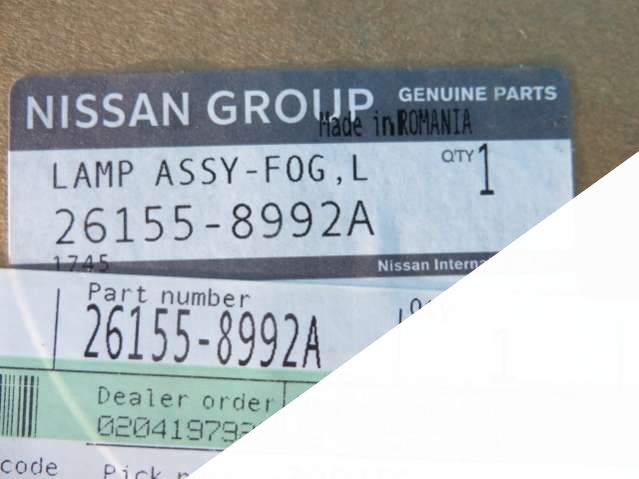 NISSAN GROUP GENUINE PARTS
Made in ROMANIA
LAMP ASSY-FOG,L QTY 1
26155-8992A
1745 Nissan
Part number
26155-8992A
Dealer order
code Pick